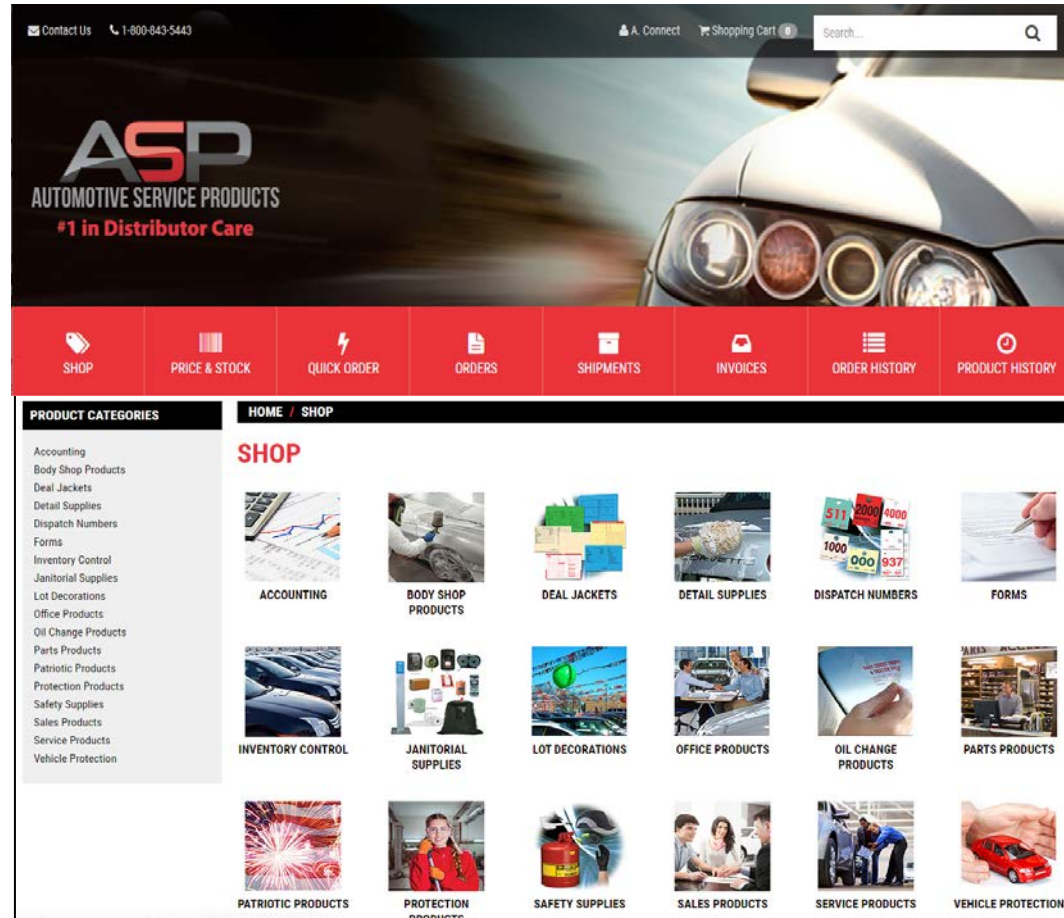 Contact Us 1-800-843-5443 A. Connect Shopping Cart 0 Search...
ASP
AUTOMOTIVE SERVICE PRODUCTS
#1 in Distributor Care
SHOP PRICE & STOCK QUICK ORDER ORDERS SHIPMENTS INVOICES ORDER HISTORY PRODUCT HISTORY
PRODUCT CATEGORIES
Accounting
Body Shop Products
Deal Jackets
Detail Supplies
Dispatch Numbers
Forms
Inventory Control
Janitorial Supplies
Lot Decorations
Office Products
Oil Change Products
Parts Products
Patriotic Products
Protection Products
Safety Supplies
Sales Products
Service Products
Vehicle Protection
HOME / SHOP
SHOP
511 2000 4000
1000 000 937
ACCOUNTING
BODY SHOP
PRODUCTS
DEAL JACKETS
DETAIL SUPPLIES
DISPATCH NUMBERS
FORMS
INVENTORY CONTROL
JANITORIAL
SUPPLIES
LOT DECORATIONS
OFFICE PRODUCTS
OIL CHANGE
PRODUCTS
PARTS PRODUCTS
PATRIOTIC PRODUCTS
PROTECTION
PRODUCTS
SAFETY SUPPLIES
SALES PRODUCTS
SERVICE PRODUCTS
VEHICLE PROTECTION